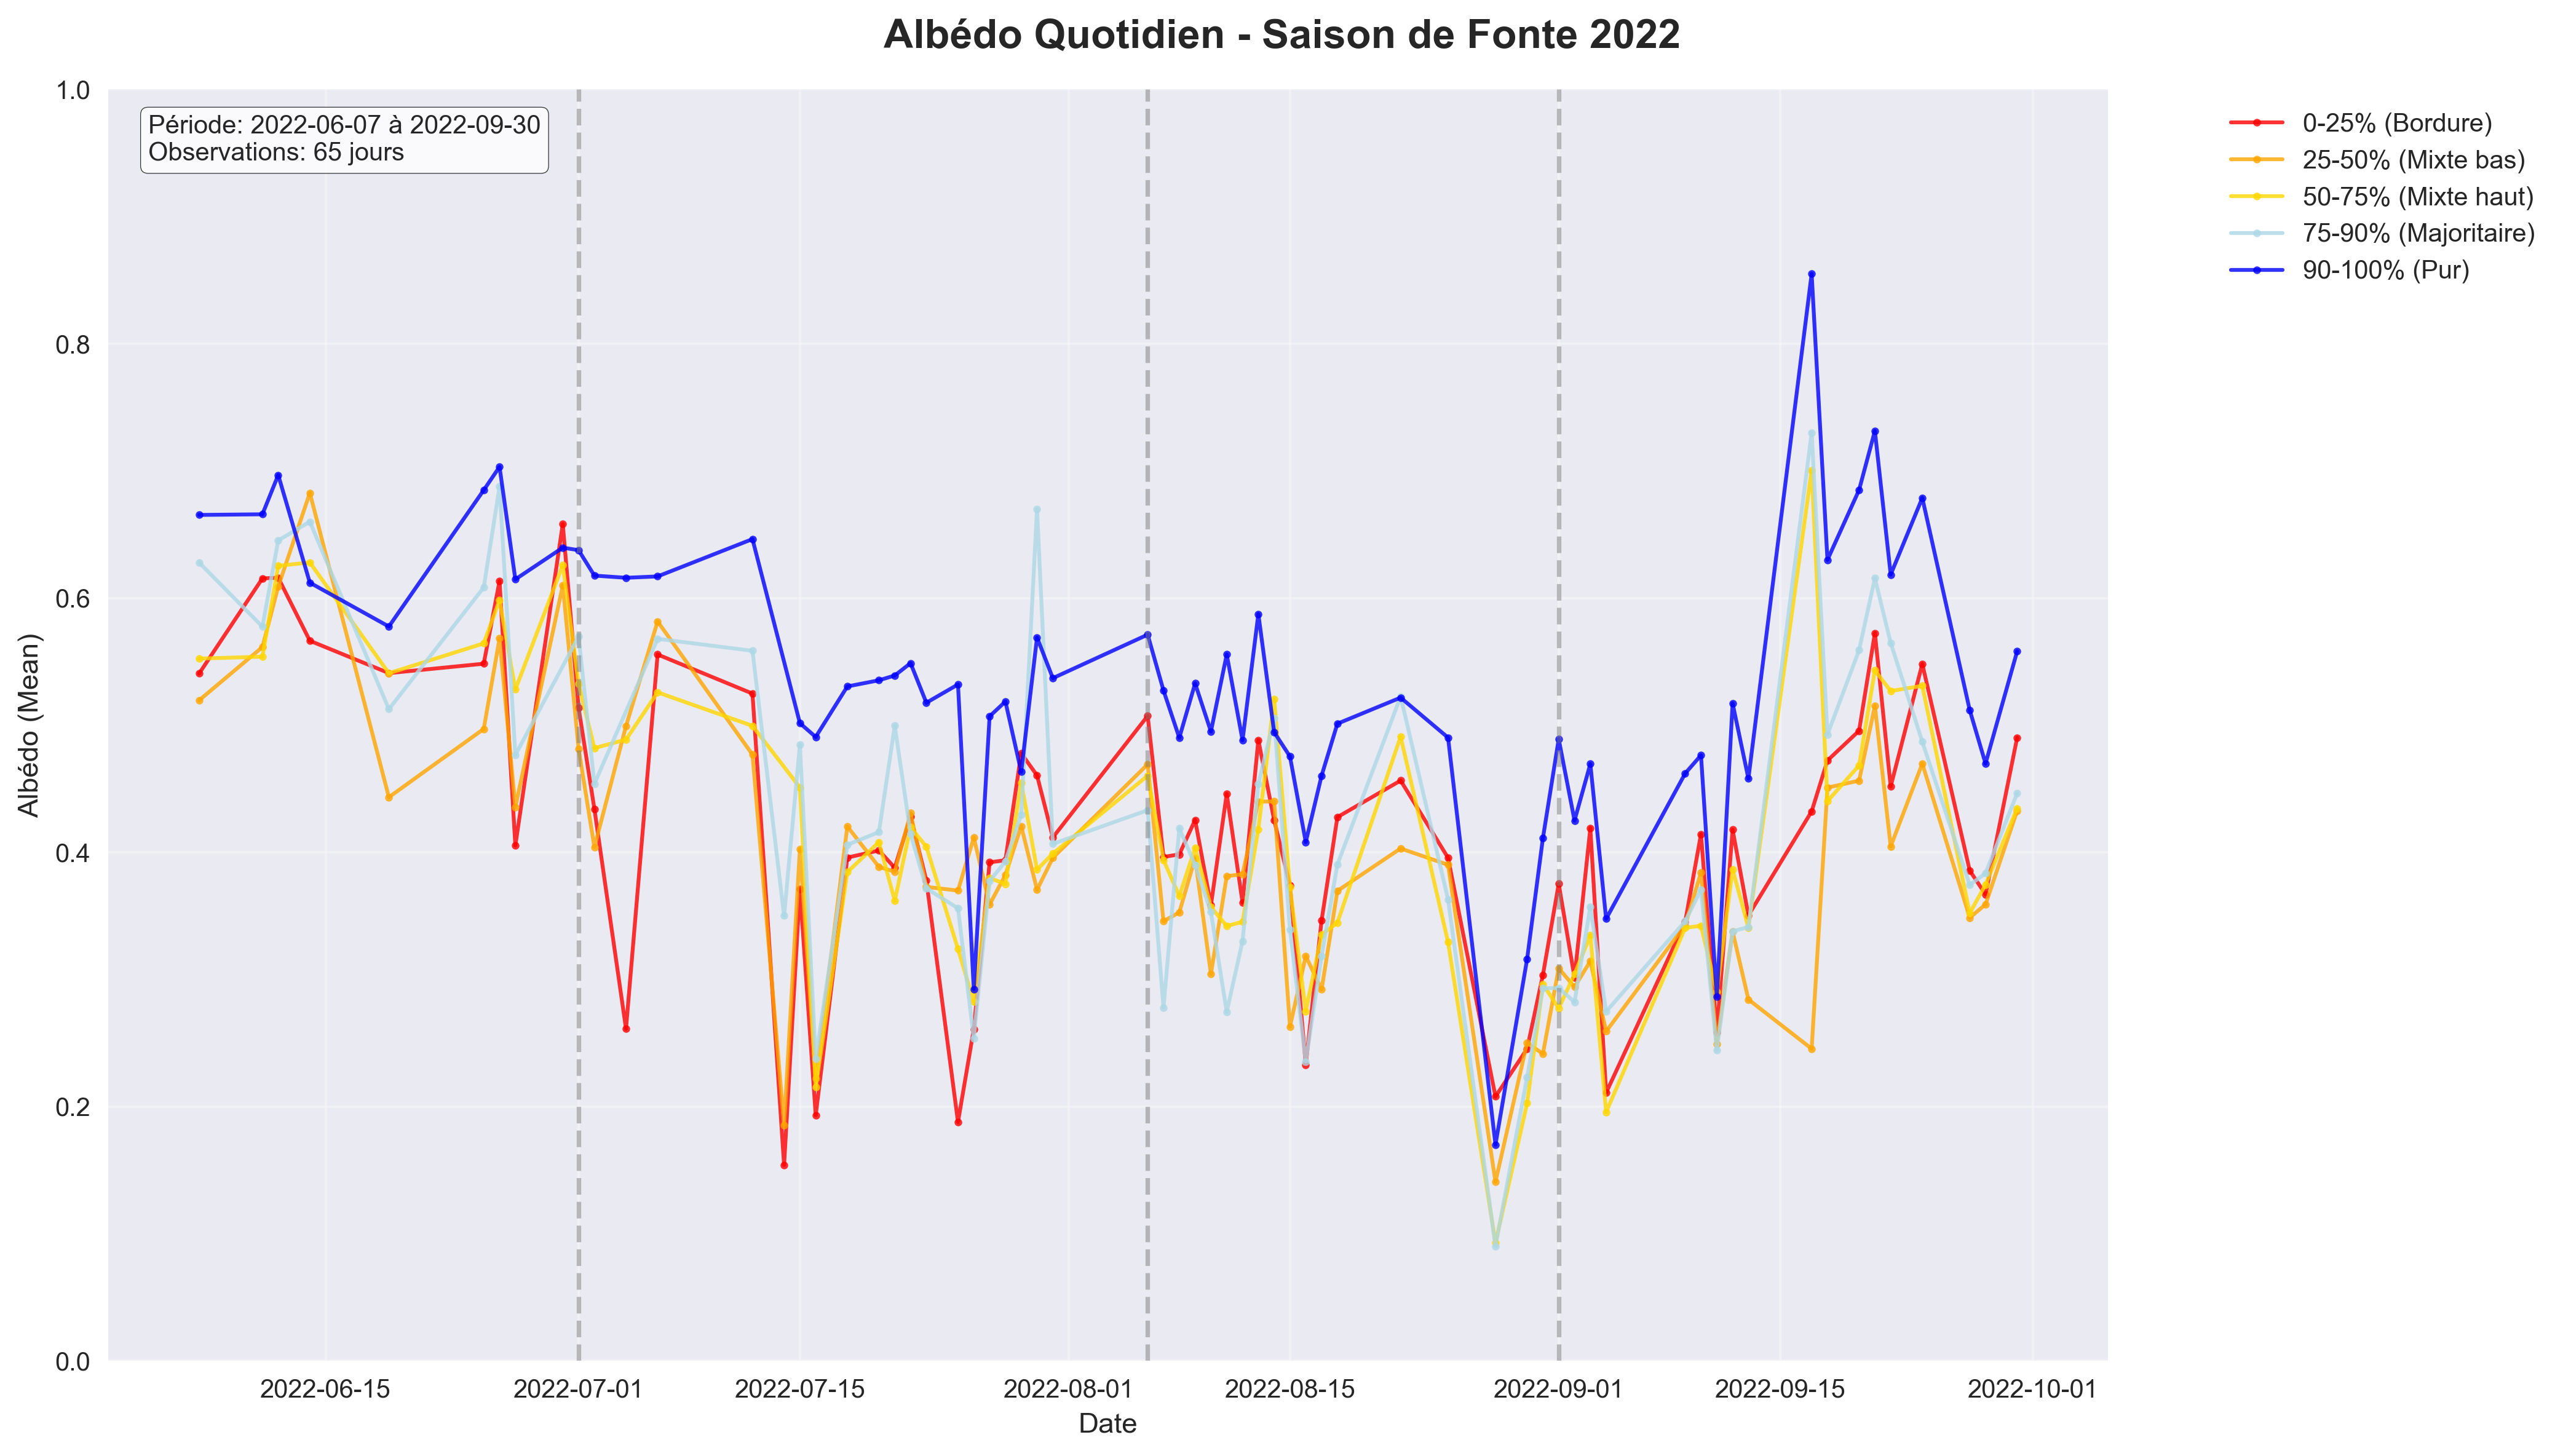 Albédo Quotidien - Saison de Fonte 2022
Période: 2022-06-07 à 2022-09-30
Observations: 65 jours
0-25% (Bordure)
25-50% (Mixte bas)
50-75% (Mixte haut)
75-90% (Majoritaire)
90-100% (Pur)
Albédo (Mean)
1.0
0.8
0.6
0.4
0.2
0.0
2022-06-15
2022-07-01
2022-07-15
2022-08-01
2022-08-15
2022-09-01
2022-09-15
2022-10-01
Date